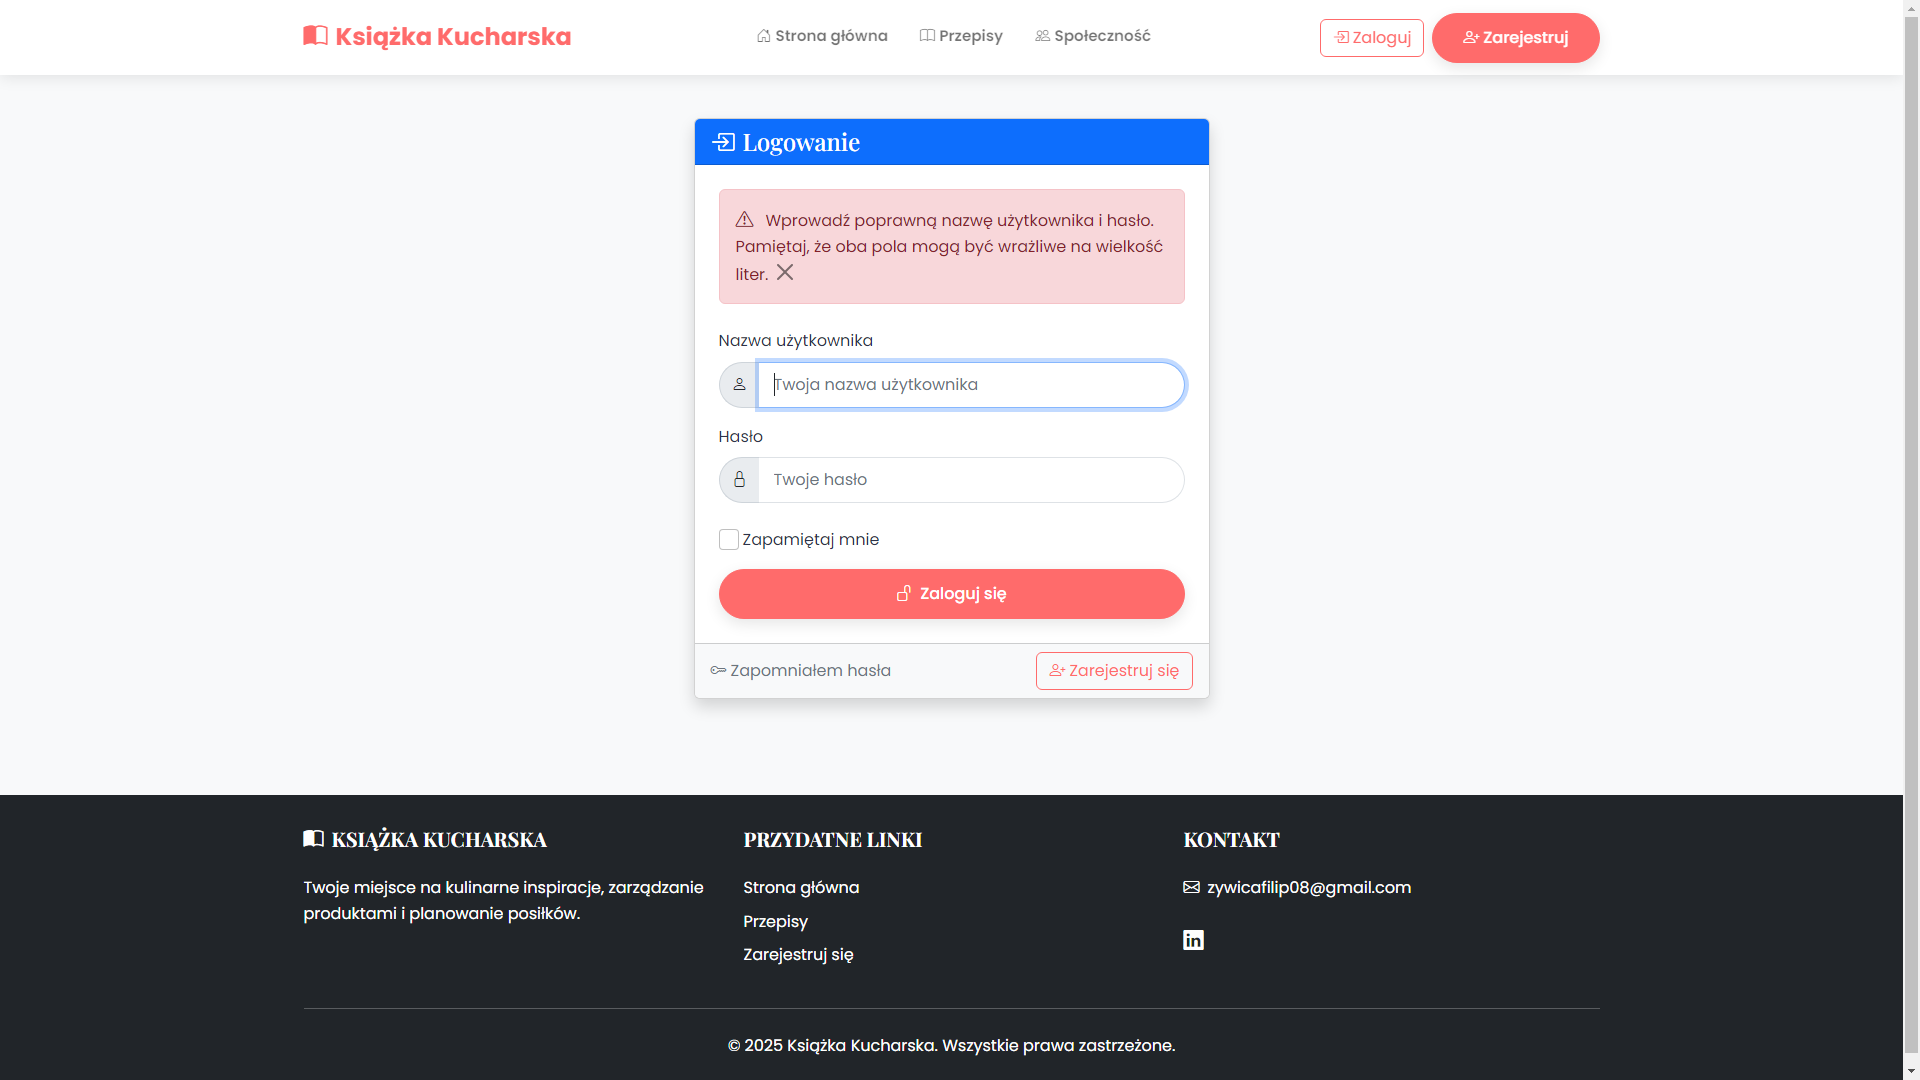 Książka Kucharska
Strona główna
Przepisy
Społeczność
Zaloguj
Zarejestruj
Logowanie
Wprowadź poprawną nazwę użytkownika i hasło.
Pamiętaj, że oba pola mogą być wrażliwe na wielkość
liter.
Nazwa użytkownika
Twoja nazwa użytkownika
Hasło
Twoje hasło
Zapamiętaj mnie
Zaloguj się
Zapomniałem hasła
Zarejestruj się
KSIĄŻKA KUCHARSKA
Twoje miejsce na kulinarne inspiracje, zarządzanie
produktami i planowanie posiłków.
PRZYDATNE LINKI
Strona główna
Przepisy
Zarejestruj się
KONTAKT
zywicafilip08@gmail.com
in
© 2025 Książka Kucharska. Wszystkie prawa zastrzeżone.